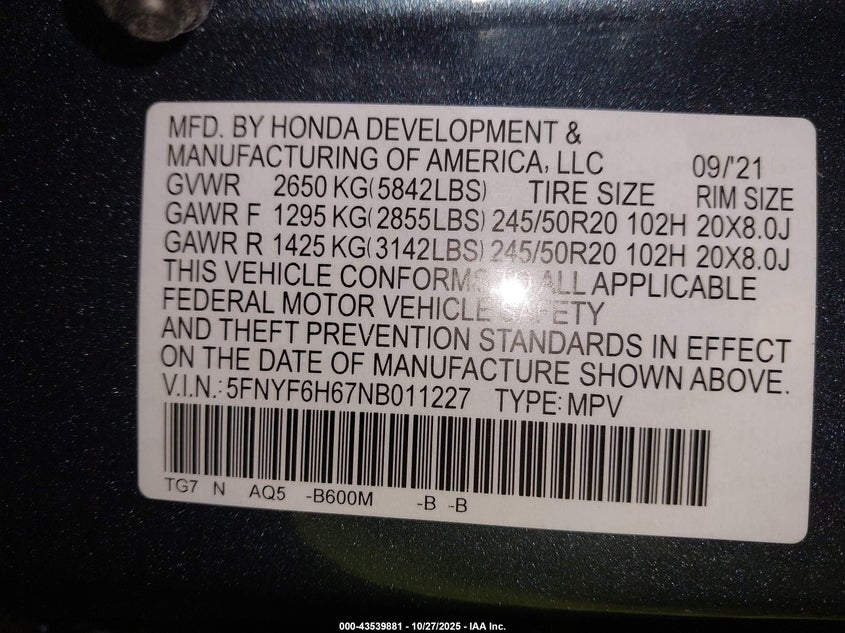 MFD. BY HONDA DEVELOPMENT &
MANUFACTURING OF AMERICA, LLC 09/'21
GVWR 2650 KG(5842LBS) TIRE SIZE RIM SIZE
GAWR F 1295 KG(2855LBS) 245/50R20 102H 20X8.0J
GAWR R 1425 KG(3142LBS) 245/50R20 102H 20X8.0J
THIS VEHICLE CONFORMS TO ALL APPLICABLE
FEDERAL MOTOR VEHICLE SAFETY
AND THEFT PREVENTION STANDARDS IN EFFECT
ON THE DATE OF MANUFACTURE SHOWN ABOVE.
V.I.N.: 5FNYF6H67NB011227 TYPE: MPV
TG7 N AQ5 -B600M -B -B
000-43539881 - 10/27/2025 - IAA Inc.